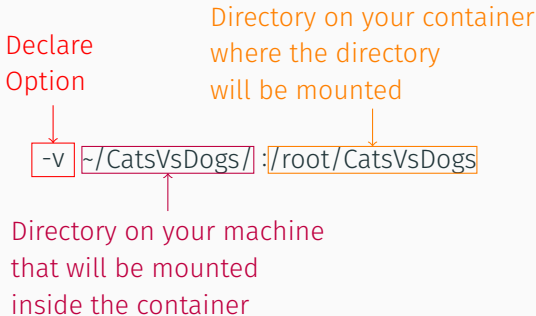 Directory on your container
where the directory
will be mounted
Declare
Option
-v ~/CatsVsDogs/ :/root/CatsVsDogs
Directory on your machine
that will be mounted
inside the container